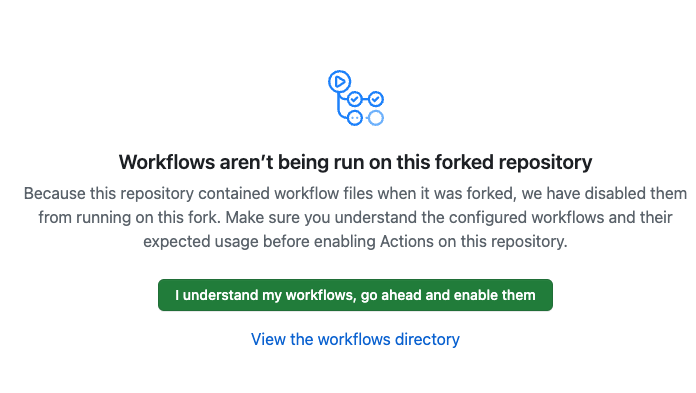 Workflows aren’t being run on this forked repository
Because this repository contained workflow files when it was forked, we have disabled them
from running on this fork. Make sure you understand the configured workflows and their
expected usage before enabling Actions on this repository.
I understand my workflows, go ahead and enable them
View the workflows directory